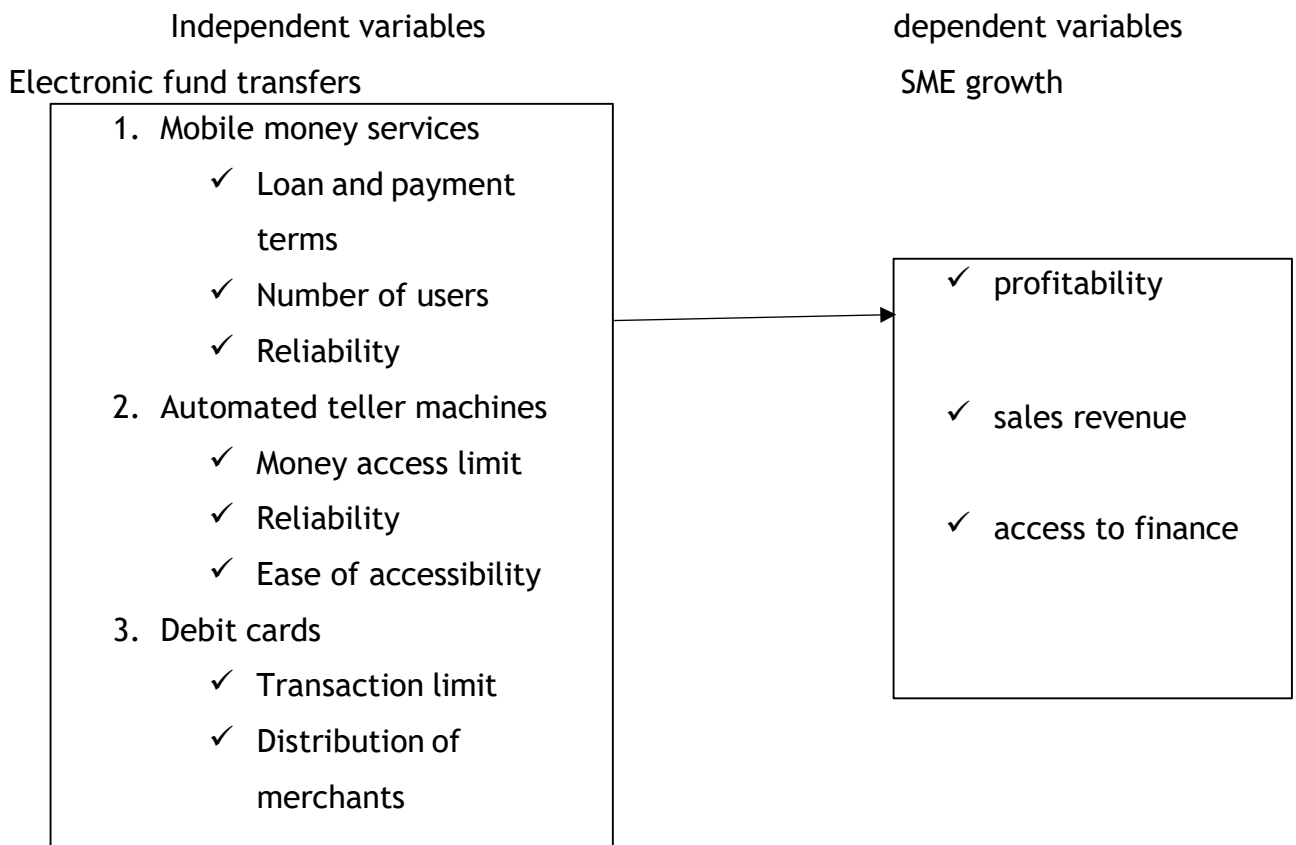 Independent variables
dependent variables
Electronic fund transfers
SME growth
1. Mobile money services
✓ Loan and payment
terms
✓ Number of users
✓ Reliability
2. Automated teller machines
✓ Money access limit
✓ Reliability
✓ Ease of accessibility
3. Debit cards
✓ Transaction limit
✓ Distribution of
merchants
✓ profitability
✓ sales revenue
✓ access to finance